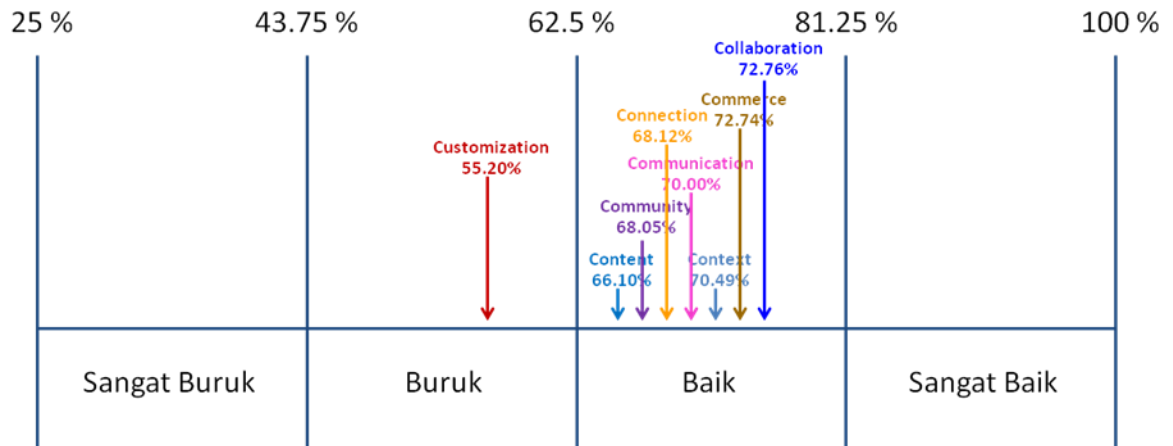 25 %
43.75 %
62.5 %
81.25 %
100 %
Collaboration
72.76%
Commerce
72.74%
Connection
68.12%
Customization
55.20%
Communication
70.00%
Community
68.05%
Content
66.10%
Context
70.49%
Sangat Buruk
Buruk
Baik
Sangat Baik